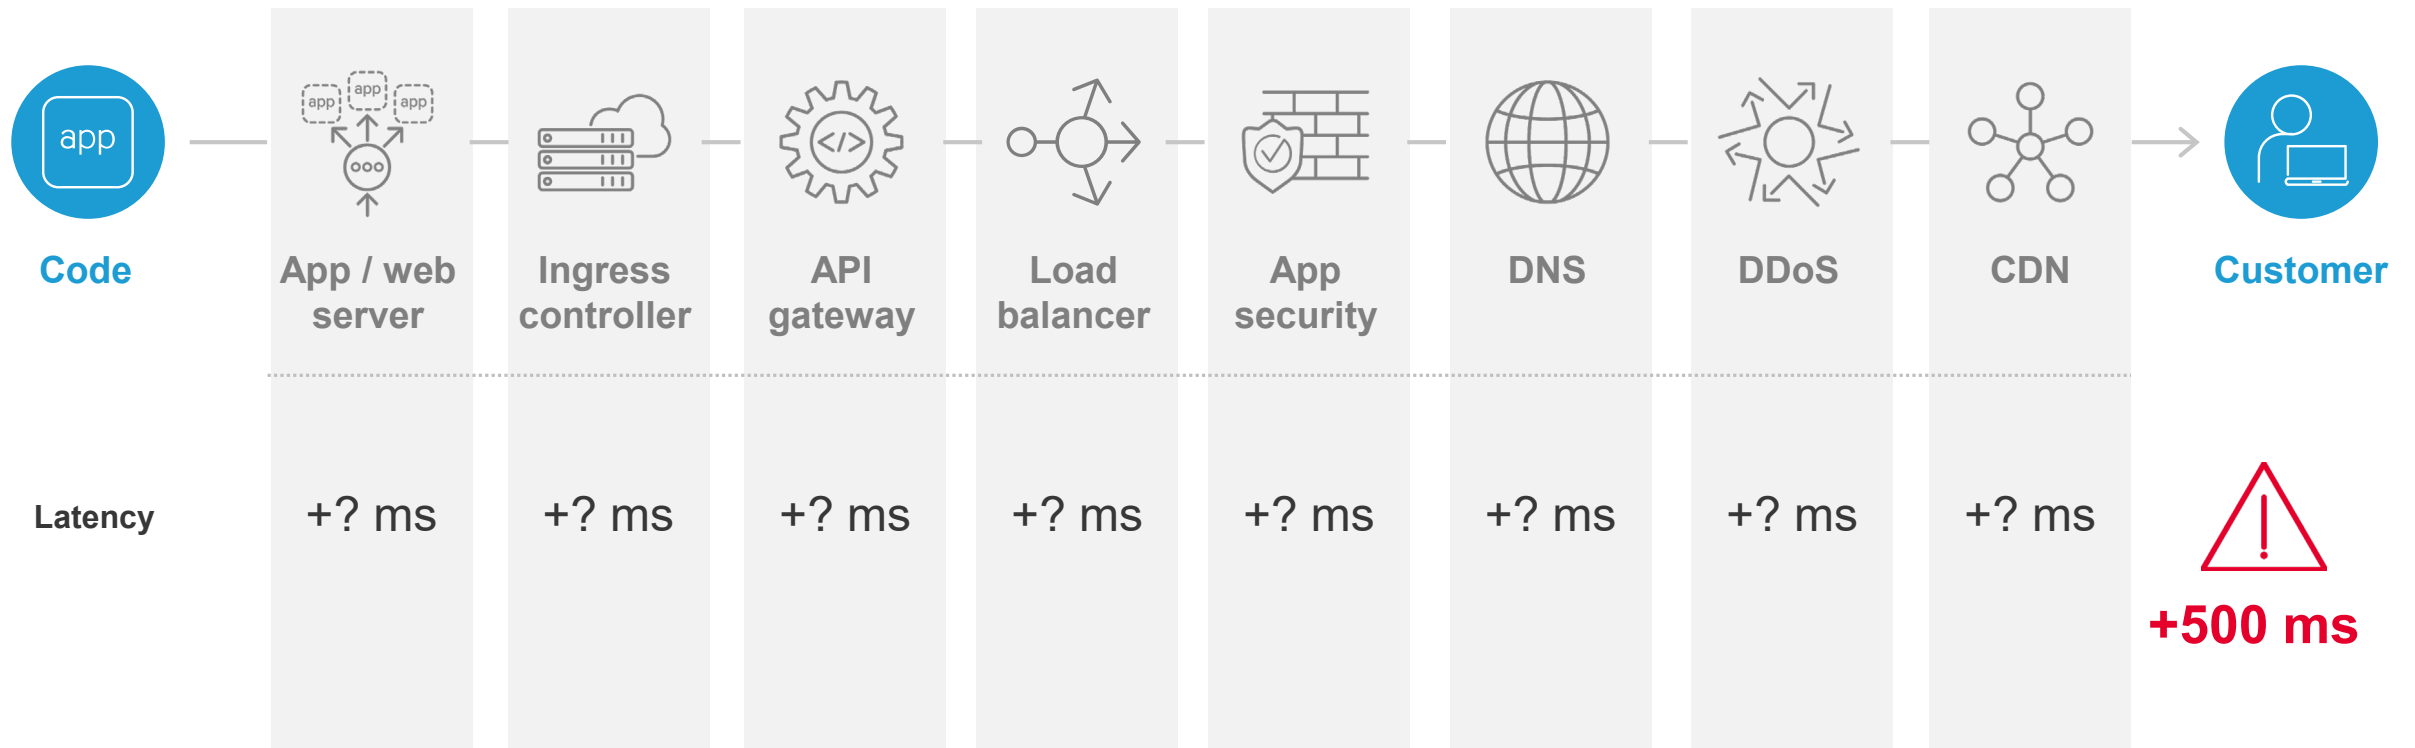 app
app
app
app
</>
Code
App / web
server
Ingress
controller
API
gateway
Load
balancer
App
security
DNS
DDoS
CDN
Customer
Latency
+? ms
+? ms
+? ms
+? ms
+? ms
+? ms
+? ms
+? ms
+500 ms